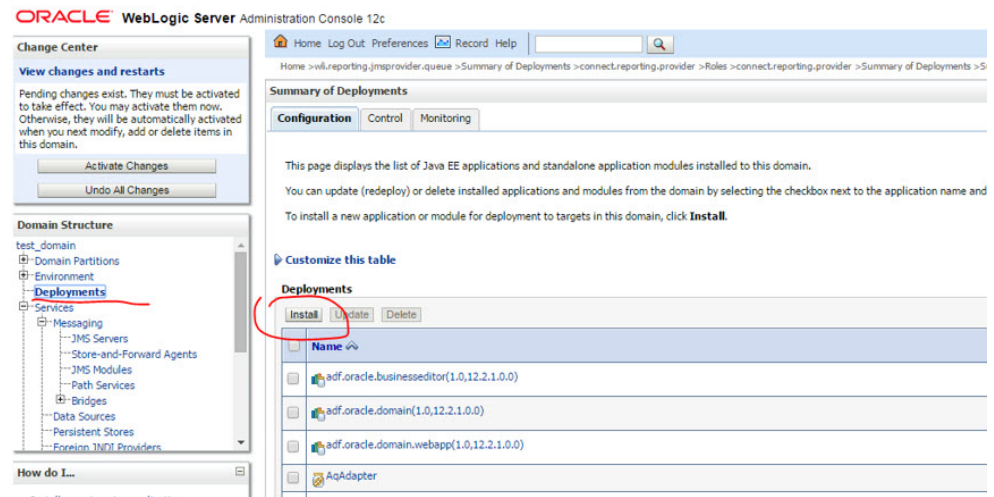 ORACLE WebLogic Server Administration Console 12c
Change Center
View changes and restarts
Pending changes exist. They must be activated
to take effect. You may activate them now.
Otherwise, they will be automatically activated
when you next modify, add or delete items in
this domain.
Activate Changes
Undo All Changes
Domain Structure
test_domain
Domain Partitions
Environment
Deployments
Services
Messaging
JMS Servers
Store-and-Forward Agents
JMS Modules
Path Services
Bridges
Data Sources
Persistent Stores
Foreign JNDI Providers
How do I...
Home Log Out Preferences Record Help
Home >wli.reporting.jmsprovider.queue >Summary of Deployments >connect.reporting.provider >Roles >connect.reporting.provider >Summary of Deployments >S
Summary of Deployments
Configuration Control Monitoring
This page displays the list of Java EE applications and standalone application modules installed to this domain.
You can update (redeploy) or delete installed applications and modules from the domain by selecting the checkbox next to the application name and
To install a new application or module for deployment to targets in this domain, click Install.
Customize this table
Deployments
Install Update Delete
Name
adf.oracle.businesseditor(1.0,12.2.1.0.0)
adf.oracle.domain(1.0,12.2.1.0.0)
adf.oracle.domain.webapp(1.0,12.2.1.0.0)
AqAdapter